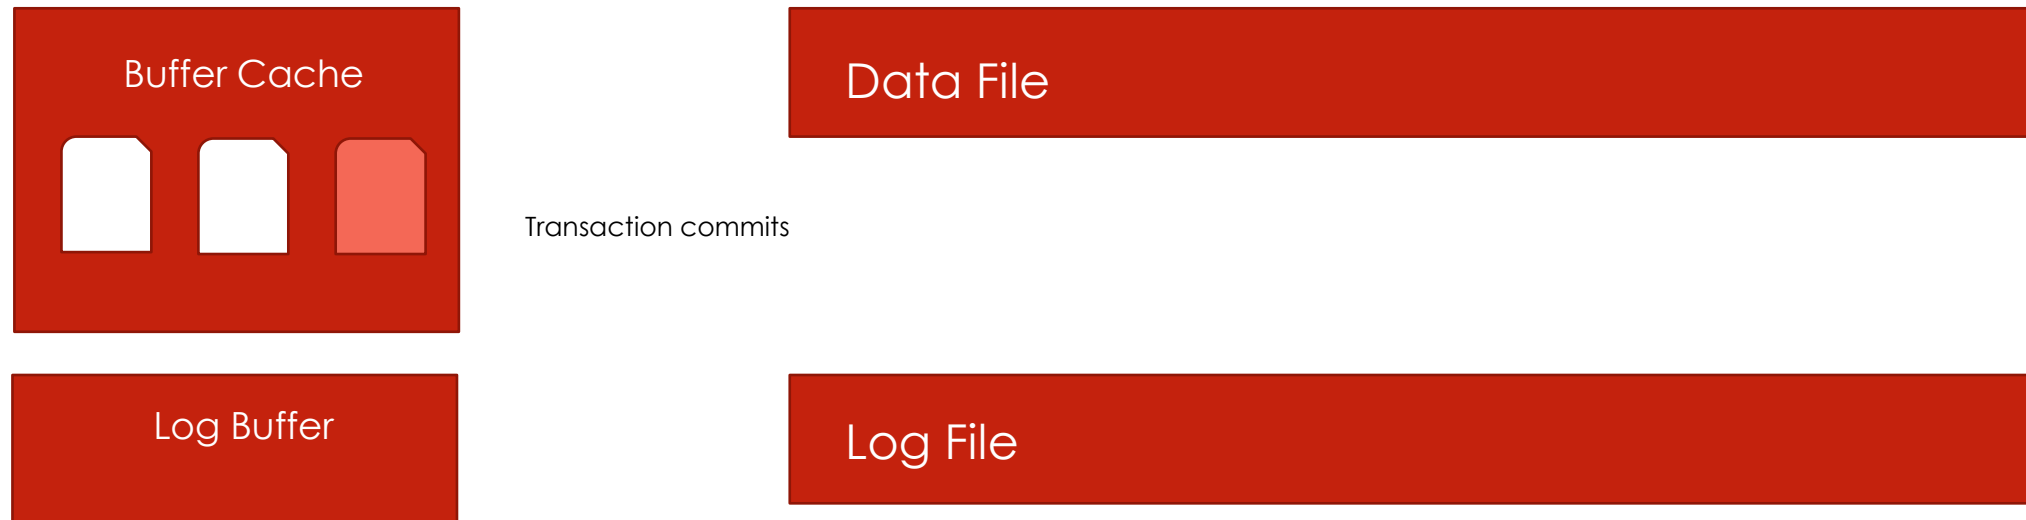 Buffer Cache
Data File
Transaction commits
Log Buffer
Log File